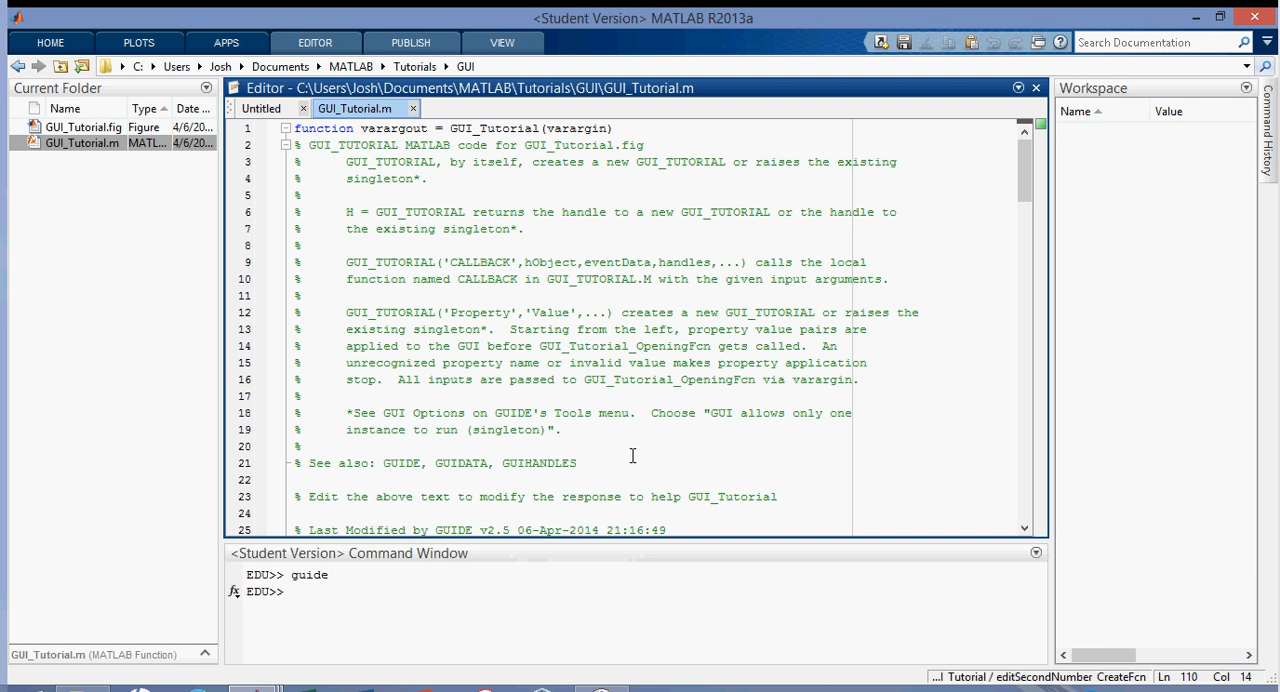 <Student Version> MATLAB R2013a
HOME PLOTS APPS EDITOR PUBLISH VIEW Search Documentation
C: Users Josh Documents MATLAB Tutorials GUI
Current Folder
Name Type Date ...
GUI_Tutorial.fig Figure 4/6/20...
GUI_Tutorial.m MATL... 4/6/20...
GUI_Tutorial.m (MATLAB Function)
Editor - C:\Users\Josh\Documents\MATLAB\Tutorials\GUI\GUI_Tutorial.m
Untitled GUI_Tutorial.m
1 function varargout = GUI_Tutorial(varargin)
2 % GUI_TUTORIAL MATLAB code for GUI_Tutorial.fig
3 % GUI_TUTORIAL, by itself, creates a new GUI_TUTORIAL or raises the existing
4 % singleton*.
5 %
6 % H = GUI_TUTORIAL returns the handle to a new GUI_TUTORIAL or the handle to
7 % the existing singleton*.
8 %
9 % GUI_TUTORIAL('CALLBACK',hObject,eventData,handles,...) calls the local
10 % function named CALLBACK in GUI_TUTORIAL.M with the given input arguments.
11 %
12 % GUI_TUTORIAL('Property','Value',...) creates a new GUI_TUTORIAL or raises the
13 % existing singleton*. Starting from the left, property value pairs are
14 % applied to the GUI before GUI_Tutorial_OpeningFcn gets called. An
15 % unrecognized property name or invalid value makes property application
16 % stop. All inputs are passed to GUI_Tutorial_OpeningFcn via varargin.
17 %
18 % *See GUI Options on GUIDE's Tools menu. Choose "GUI allows only one
19 % instance to run (singleton)".
20 %
21 % See also: GUIDE, GUIDATA, GUIHANDLES
22
23 % Edit the above text to modify the response to help GUI_Tutorial
24
25 % Last Modified by GUIDE v2.5 06-Apr-2014 21:16:49
<Student Version> Command Window
EDU>> guide
fx EDU>>
Workspace
Name Value
Command History
...l Tutorial / editSecondNumber CreateFcn Ln 110 Col 14